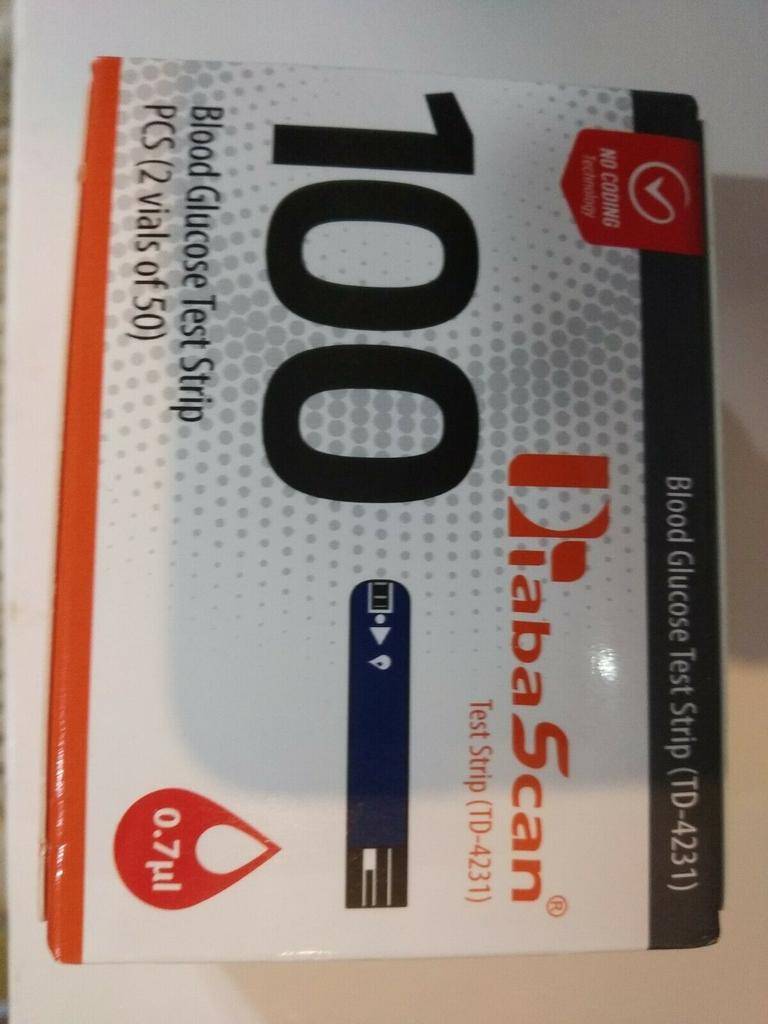 Blood Glucose Test Strip (TD-4231)
NO CODING
Technology
DiabaScan®
Test Strip (TD-4231)
100
Blood Glucose Test Strip
PCS (2 vials of 50)
0.7µl